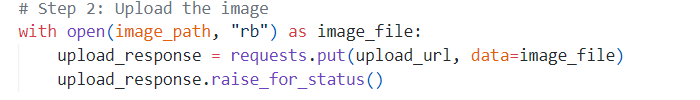 # Step 2: Upload the image
with open(image_path, "rb") as image_file:
    upload_response = requests.put(upload_url, data=image_file)
    upload_response.raise_for_status()